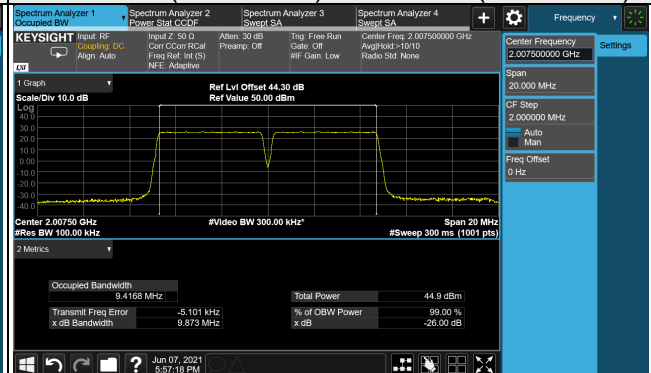 Spectrum Analyzer 1
Occupied BW
Spectrum Analyzer 2
Power Stat CCDF
Spectrum Analyzer 3
Swept SA
Spectrum Analyzer 4
Swept SA
+
Frequency
KEYSIGHT
Input: RF
Coupling: DC
Align: Auto
Input Z: 50 Ω
Corr CCorr RCal
Freq Ref: Int (S)
NFE: Adaptive
Atten: 30 dB
Preamp: Off
Trig: Free Run
Gate: Off
#IF Gain: Low
Center Freq: 2.007500000 GHz
Avg|Hold:>10/10
Radio Std: None
LXI
Center Frequency
2.007500000 GHz
Settings
Span
20.000 MHz
CF Step
2.000000 MHz
Auto
Man
Freq Offset
0 Hz
1 Graph
Scale/Div 10.0 dB
Ref Lvl Offset 44.30 dB
Ref Value 50.00 dBm
Log
40.0
30.0
20.0
10.0
0.00
-10.0
-20.0
-30.0
-40.0
Center 2.00750 GHz
#Video BW 300.00 kHz*
Span 20 MHz
#Res BW 100.00 kHz
#Sweep 300 ms (1001 pts)
2 Metrics
Occupied Bandwidth
9.4168 MHz
Total Power
44.9 dBm
Transmit Freq Error
-5.101 kHz
% of OBW Power
99.00 %
x dB Bandwidth
9.873 MHz
x dB
-26.00 dB
?
Jun 07, 2021
5:57:18 PM